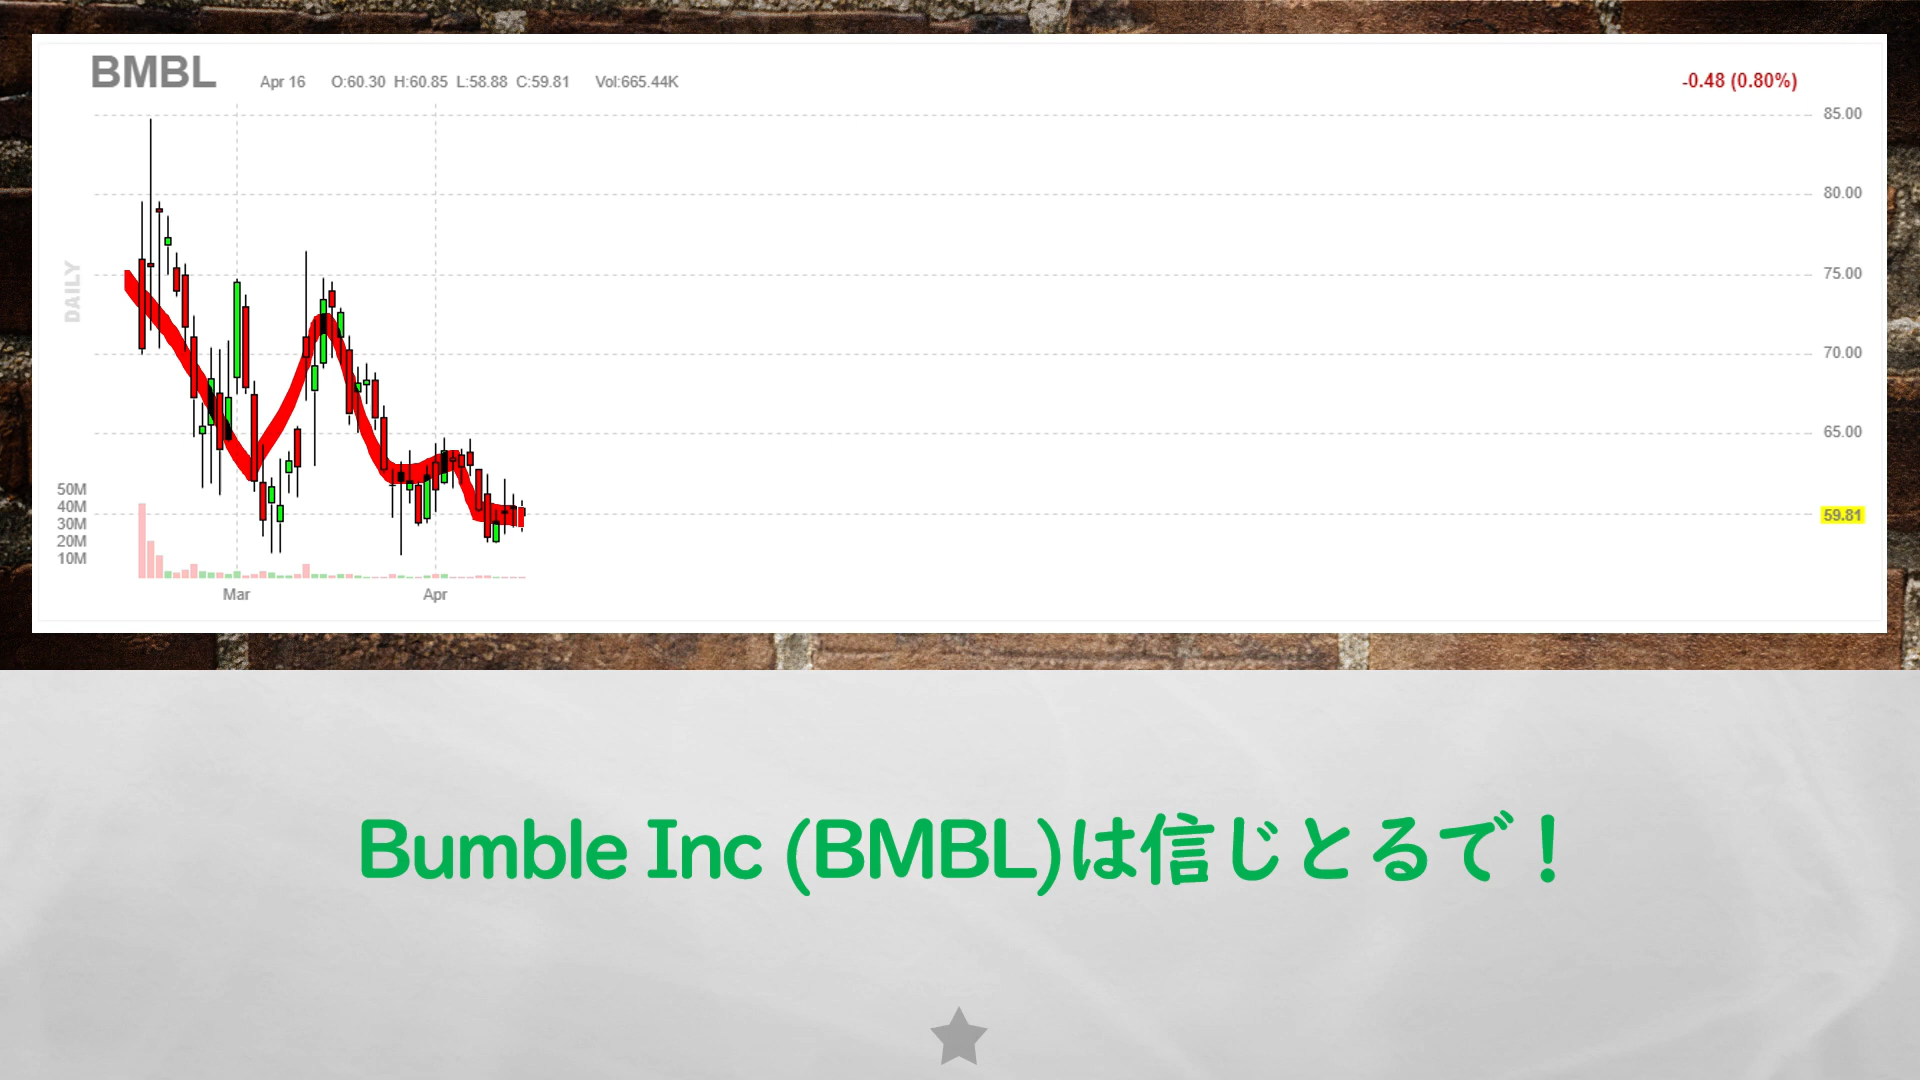 BMBL Apr 16 O:60.30 H:60.85 L:58.88 C:59.81 Vol:665.44K -0.48 (0.80%)
85.00
80.00
75.00
70.00
65.00
59.81
DAILY
50M
40M
30M
20M
10M
Mar Apr
Bumble Inc (BMBL)は信じとるで！